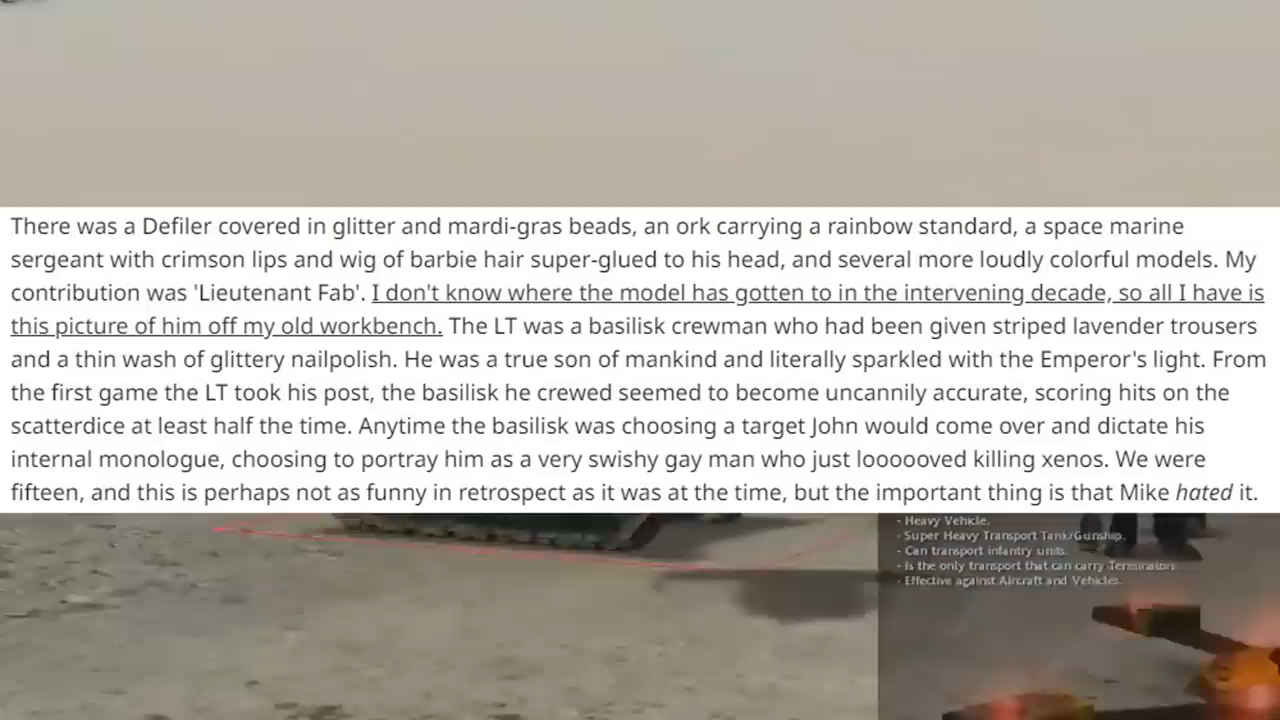 There was a Defiler covered in glitter and mardi-gras beads, an ork carrying a rainbow standard, a space marine
sergeant with crimson lips and wig of barbie hair super-glued to his head, and several more loudly colorful models. My
contribution was 'Lieutenant Fab'. I don't know where the model has gotten to in the intervening decade, so all I have is
this picture of him off my old workbench. The LT was a basilisk crewman who had been given striped lavender trousers
and a thin wash of glittery nailpolish. He was a true son of mankind and literally sparkled with the Emperor's light. From
the first game the LT took his post, the basilisk he crewed seemed to become uncannily accurate, scoring hits on the
scatterdice at least half the time. Anytime the basilisk was choosing a target John would come over and dictate his
internal monologue, choosing to portray him as a very swishy gay man who just loooooved killing xenos. We were
fifteen, and this is perhaps not as funny in retrospect as it was at the time, but the important thing is that Mike hated it.
- Heavy Vehicle.
- Super Heavy Transport Tank/Gunship.
- Can transport infantry units.
- Is the only transport that can carry Terminators
- Effective against Aircraft and Vehicles.